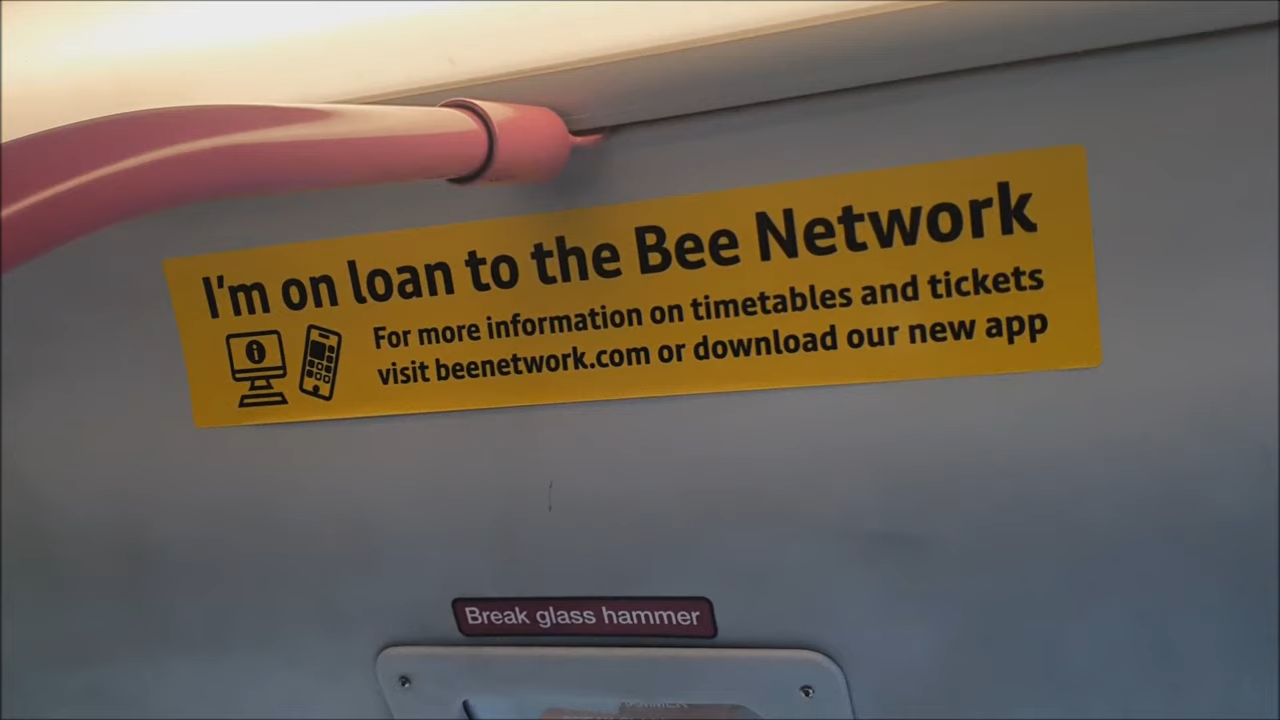 I'm on loan to the Bee Network
For more information on timetables and tickets
visit beenetwork.com or download our new app
Break glass hammer